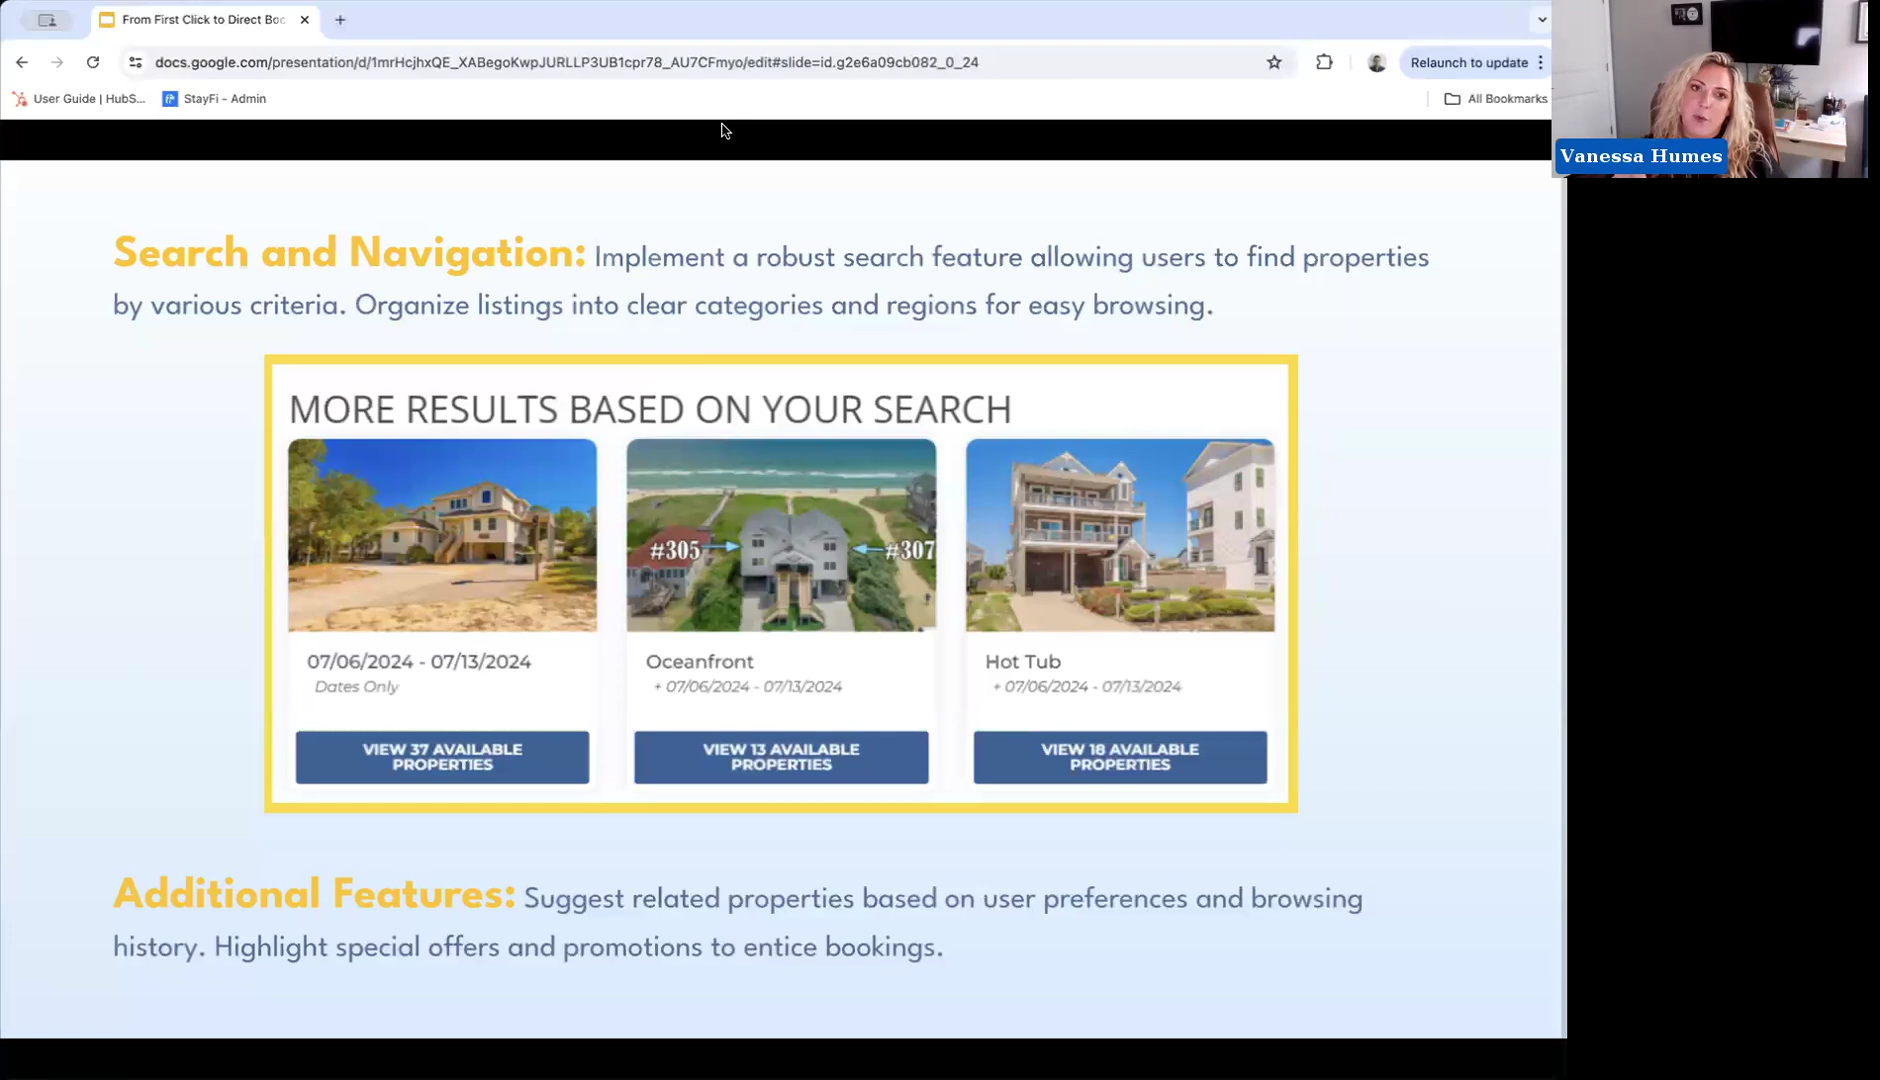 From First Click to Direct Boo
docs.google.com/presentation/d/1mrHcjhxQE_XABegoKwpJURLLP3UB1cpr78_AU7CFmyo/edit#slide=id.g2e6a09cb082_0_24
Relaunch to update
User Guide | HubS...
StayFi - Admin
All Bookmarks
Vanessa Humes
Search and Navigation: Implement a robust search feature allowing users to find properties
by various criteria. Organize listings into clear categories and regions for easy browsing.
MORE RESULTS BASED ON YOUR SEARCH
#305
#307
07/06/2024 - 07/13/2024
Dates Only
VIEW 37 AVAILABLE
PROPERTIES
Oceanfront
+ 07/06/2024 - 07/13/2024
VIEW 13 AVAILABLE
PROPERTIES
Hot Tub
+ 07/06/2024 - 07/13/2024
VIEW 18 AVAILABLE
PROPERTIES
Additional Features: Suggest related properties based on user preferences and browsing
history. Highlight special offers and promotions to entice bookings.